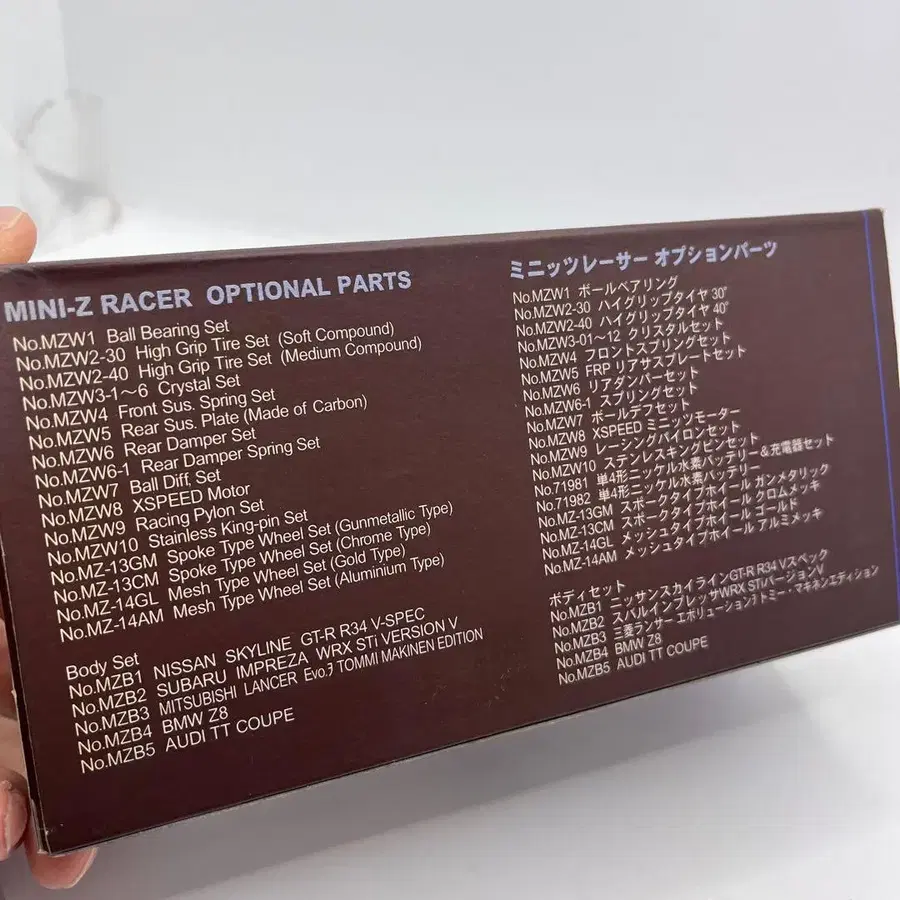 MINI-Z RACER OPTIONAL PARTS
No.MZW1 Ball Bearing Set
No.MZW2-30 High Grip Tire Set (Soft Compound)
No.MZW2-40 High Grip Tire Set (Medium Compound)
No.MZW3-1〜6 Crystal Set
No.MZW4 Front Sus. Spring Set
No.MZW5 Rear Sus. Plate (Made of Carbon)
No.MZW6 Rear Damper Set
No.MZW6-1 Rear Damper Spring Set
No.MZW7 Ball Diff. Set
No.MZW8 XSPEED Motor
No.MZW9 Racing Pylon Set
No.MZW10 Stainless King-pin Set
No.MZ-13GM Spoke Type Wheel Set (Gunmetallic Type)
No.MZ-13CM Spoke Type Wheel Set (Chrome Type)
No.MZ-14GL Mesh Type Wheel Set (Gold Type)
No.MZ-14AM Mesh Type Wheel Set (Aluminium Type)
Body Set
No.MZB1 NISSAN SKYLINE GT-R R34 V-SPEC
No.MZB2 SUBARU IMPREZA WRX STi VERSION V
No.MZB3 MITSUBISHI LANCER Evo.7 TOMMI MAKINEN EDITION
No.MZB4 BMW Z8
No.MZB5 AUDI TT COUPE
ミニッツレーサー オプションパーツ
No.MZW1 ボールベアリング
No.MZW2-30 ハイグリップタイヤ 30°
No.MZW2-40 ハイグリップタイヤ 40°
No.MZW3-01〜12 クリスタルセット
No.MZW4 フロントスプリングセット
No.MZW5 FRP リアサスプレートセット
No.MZW6 リアダンパーセット
No.MZW6-1 スプリングセット
No.MZW7 ボールデフセット
No.MZW8 XSPEED ミニッツモーター
No.MZW9 レーシングパイロンセット
No.MZW10 ステンレスキングピンセット
No.71981 単4形ニッケル水素バッテリー&充電器セット
No.71982 単4形ニッケル水素バッテリー
No.MZ-13GM スポークタイプホイール ガンメタリック
No.MZ-13CM スポークタイプホイール クロムメッキ
No.MZ-14GL メッシュタイプホイール ゴールド
No.MZ-14AM メッシュタイプホイール アルミメッキ
ボディセット
No.MZB1 ニッサンスカイラインGT-R R34 Vスペック
No.MZB2 スバルインプレッサWRX STiバージョンV
No.MZB3 三菱ランサー エボリューション7 トミー・マキネンエディション
No.MZB4 BMW Z8
No.MZB5 AUDI TT COUPE